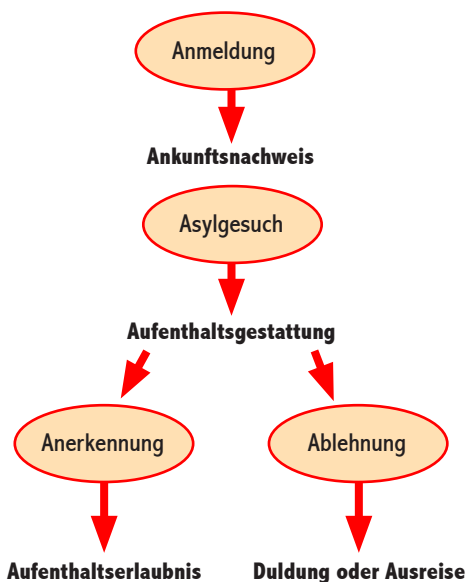 Anmeldung
Ankunftsnachweis
Asylgesuch
Aufenthaltsgestattung
Anerkennung
Ablehnung
Aufenthaltserlaubnis
Duldung oder Ausreise